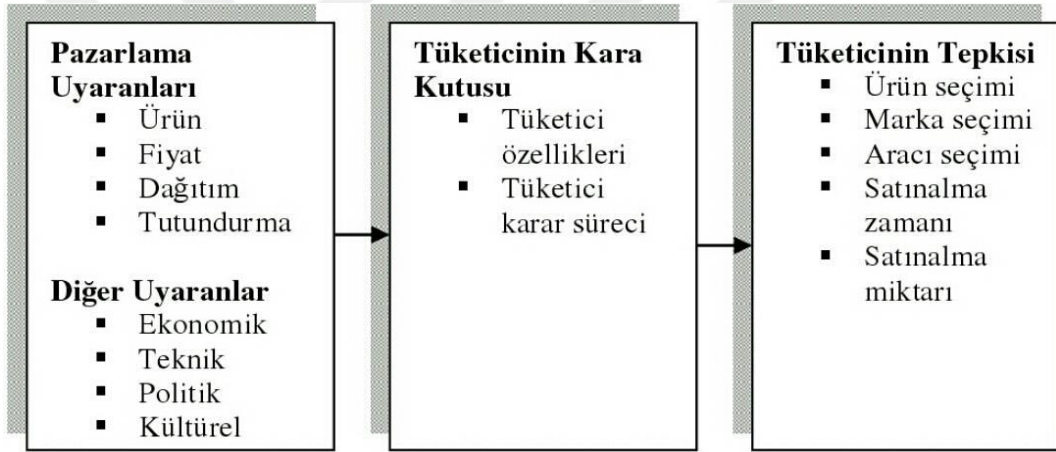 Pazarlama
Uyaranları
▪ Ürün
▪ Fiyat
▪ Dağıtım
▪ Tutundurma
Diğer Uyaranlar
▪ Ekonomik
▪ Teknik
▪ Politik
▪ Kültürel
Tüketicinin Kara
Kutusu
▪ Tüketici
özellikleri
▪ Tüketici
karar süreci
Tüketicinin Tepkisi
▪ Ürün seçimi
▪ Marka seçimi
▪ Aracı seçimi
▪ Satınalma
zamanı
▪ Satınalma
miktarı